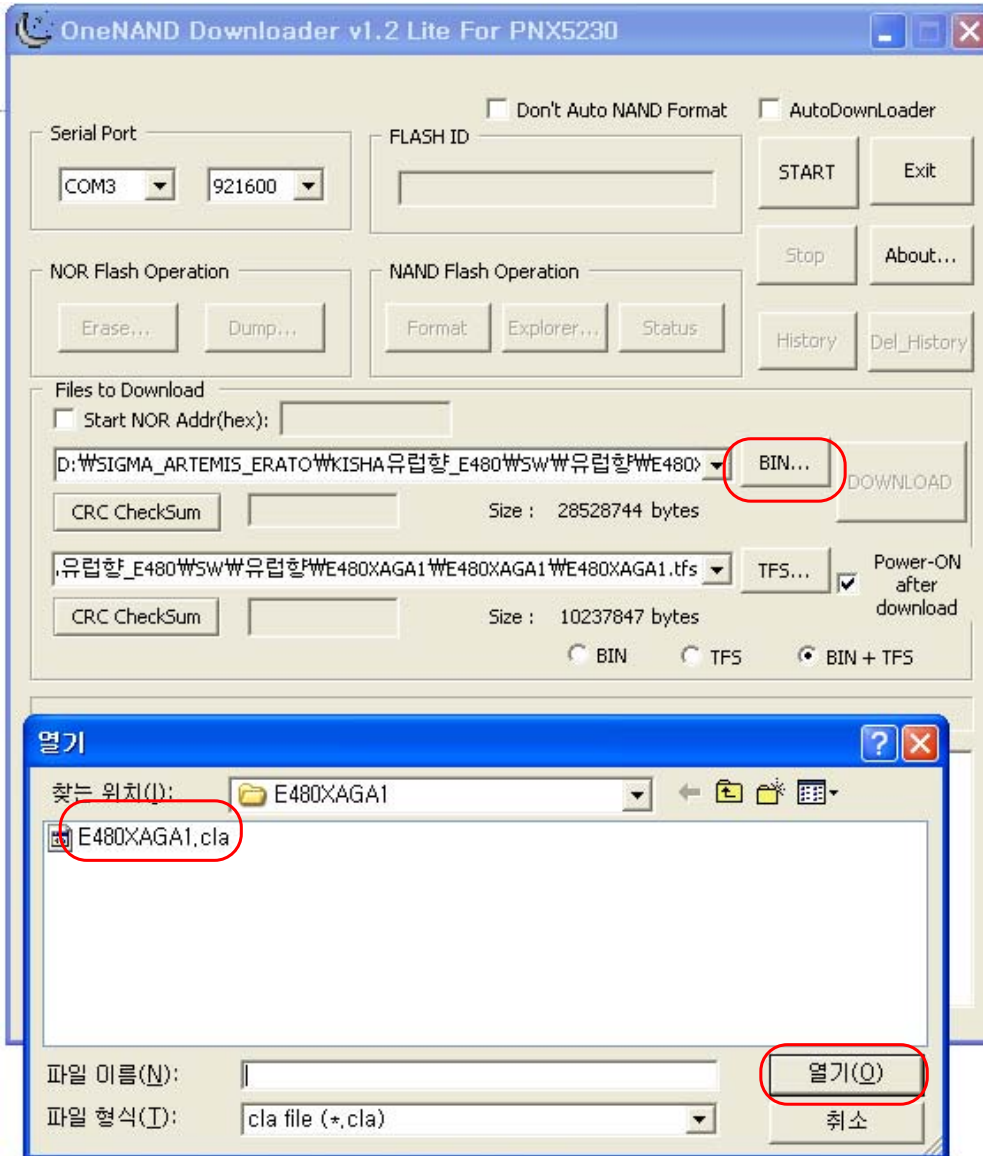 OneNAND Downloader v1.2 Lite For PNX5230
Don't Auto NAND Format
AutoDownLoader
Serial Port
COM3
921600
FLASH ID
START
Exit
Stop
About...
NOR Flash Operation
Erase...
Dump...
NAND Flash Operation
Format
Explorer...
Status
History
Del_History
Files to Download
Start NOR Addr(hex):
D:₩SIGMA_ARTEMIS_ERATO₩KISHA유럽향_E480₩SW₩유럽향₩E480>
BIN...
DOWNLOAD
CRC CheckSum
Size : 28528744 bytes
.유럽향_E480₩SW₩유럽향₩E480XAGA1₩E480XAGA1₩E480XAGA1.tfs
TFS...
Power-ON
after
download
CRC CheckSum
Size : 10237847 bytes
BIN
TFS
BIN + TFS
열기
찾는 위치(I):
E480XAGA1
E480XAGA1.cla
파일 이름(N):
열기(O)
파일 형식(T):
cla file (*.cla)
취소